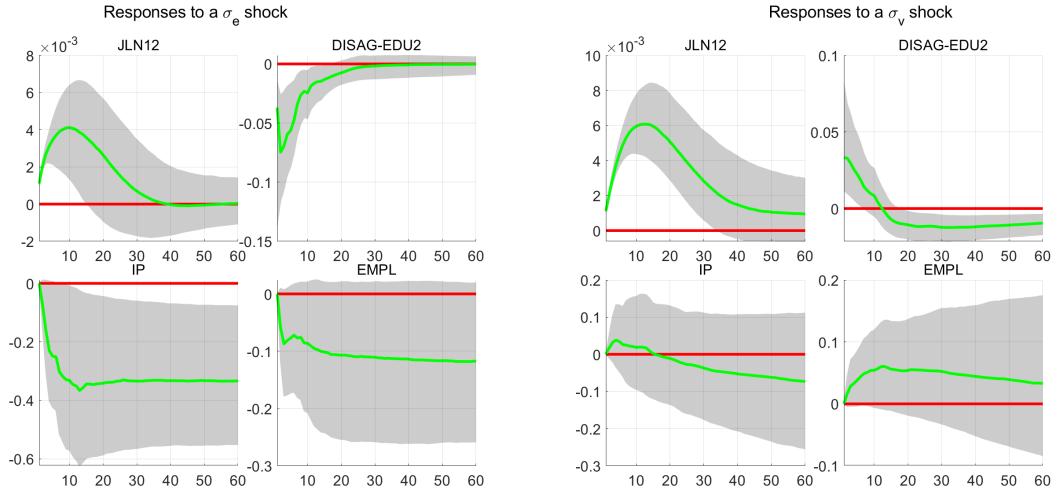 Responses to a σe shock
JLN12
×10-3
8
6
4
2
0
-2
10 20 30 40 50 60
DISAG-EDU2
0
-0.05
-0.1
-0.15
10 20 30 40 50 60
IP
0
-0.2
-0.4
-0.6
10 20 30 40 50 60
EMPL
0
-0.1
-0.2
-0.3
10 20 30 40 50 60
Responses to a σv shock
JLN12
×10-3
10
8
6
4
2
0
10 20 30 40 50 60
DISAG-EDU2
0.1
0.05
0
10 20 30 40 50 60
IP
0.2
0.1
0
-0.1
-0.2
-0.3
10 20 30 40 50 60
EMPL
0.2
0.1
0
-0.1
10 20 30 40 50 60